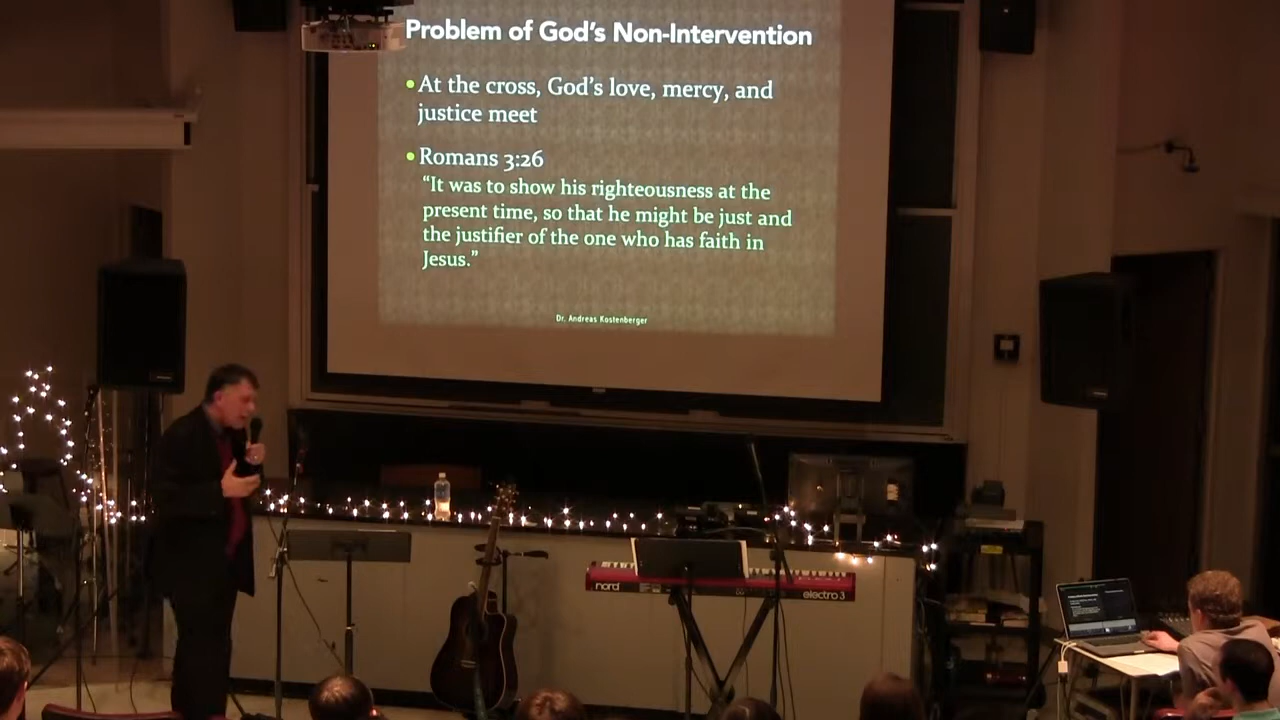 Problem of God's Non-Intervention
• At the cross, God's love, mercy, and
justice meet
• Romans 3:26
“It was to show his righteousness at the
present time, so that he might be just and
the justifier of the one who has faith in
Jesus.”
Dr. Andreas Kostenberger
nord
electro 3